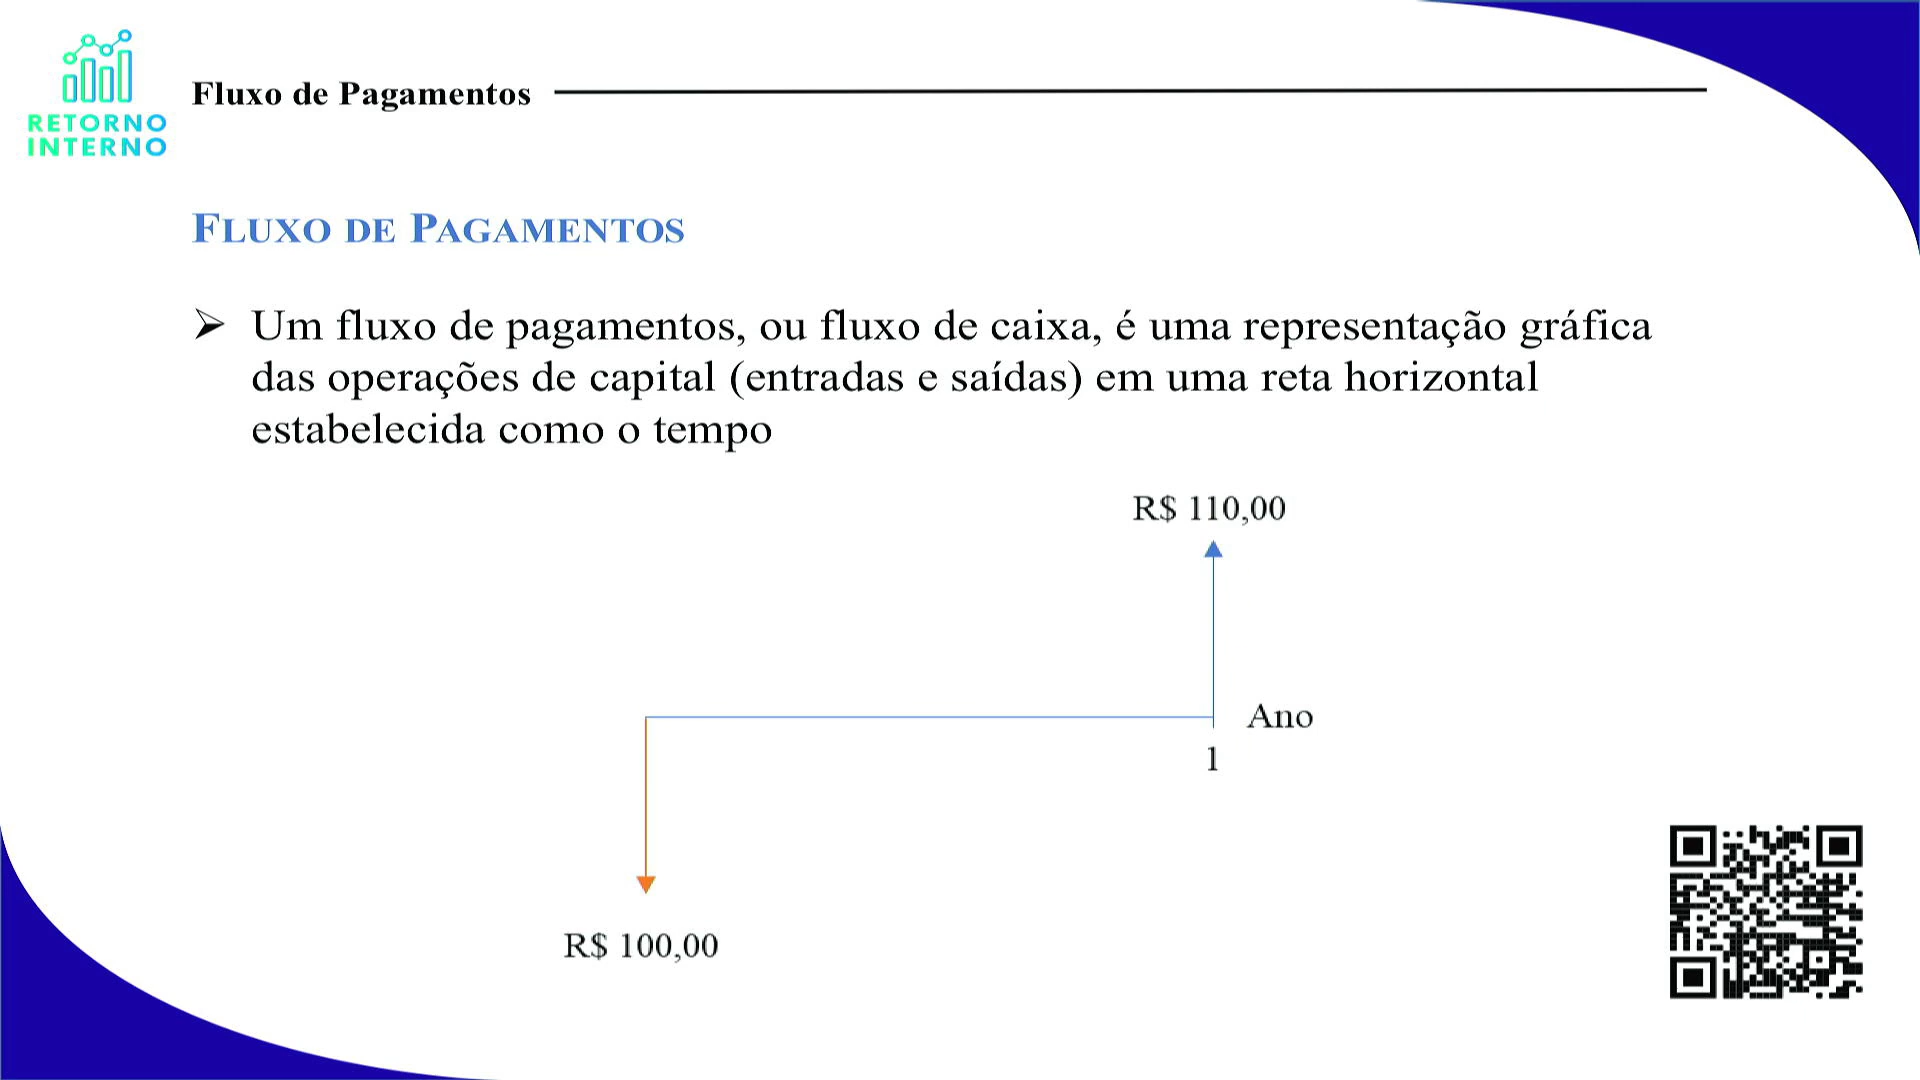 RETORNO
INTERNO
Fluxo de Pagamentos
FLUXO DE PAGAMENTOS
Um fluxo de pagamentos, ou fluxo de caixa, é uma representação gráfica
das operações de capital (entradas e saídas) em uma reta horizontal
estabelecida como o tempo
R$ 110,00
Ano
1
R$ 100,00